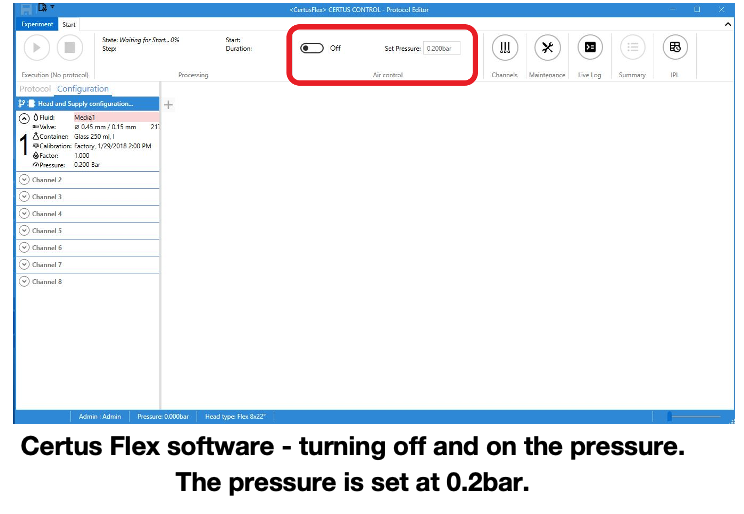 <CertusFlex> CERTUS CONTROL - Protocol Editor
Experiment Start
State: Waiting for Start...0% Start:
Step: Duration:
Off Set Pressure: 0.200bar
Execution (No protocol) Processing Air control Channels Maintenance Live Log Summary IPI
Protocol Configuration
Head and Supply configuration...
1
Fluid: Media1
Valve: ø 0.45 mm / 0.15 mm 21
Container: Glass 250 ml, I
Calibration: Factory, 1/29/2018 2:00 PM
Factor: 1.000
Pressure: 0.200 Bar
Channel 2
Channel 3
Channel 4
Channel 5
Channel 6
Channel 7
Channel 8
Admin : Admin Pressure: 0.000bar Head type: Flex 8x22°
Certus Flex software - turning off and on the pressure.
The pressure is set at 0.2bar.